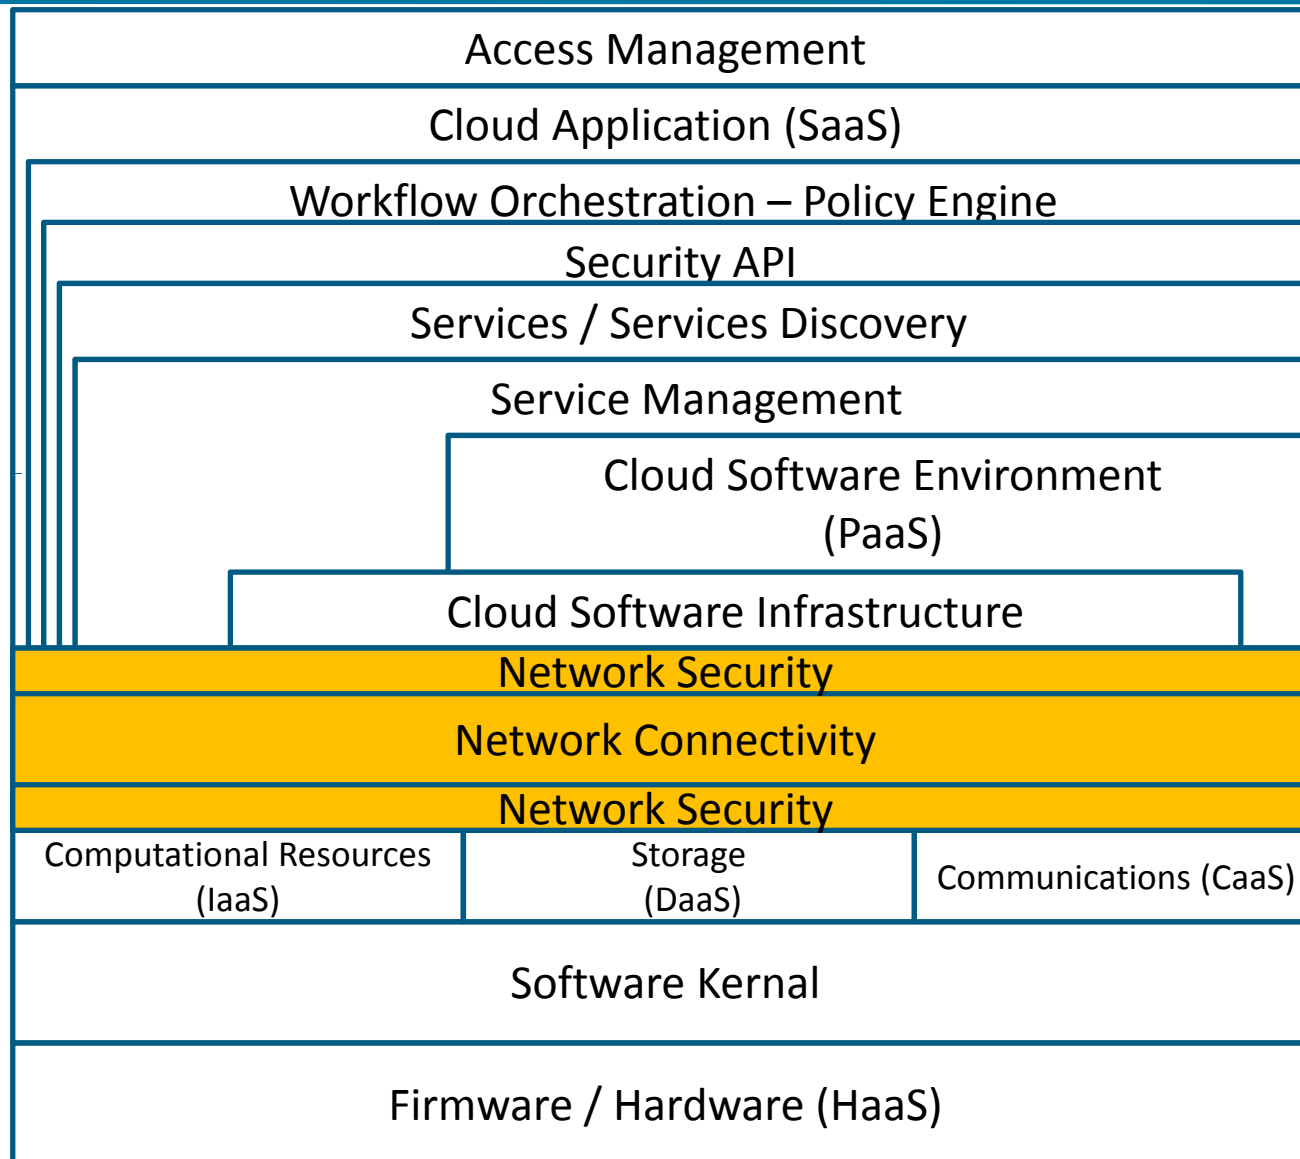 Access Management
Cloud Application (SaaS)
Workflow Orchestration – Policy Engine
Security API
Services / Services Discovery
Service Management
Cloud Software Environment
(PaaS)
Cloud Software Infrastructure
Network Security
Network Connectivity
Network Security
Computational Resources
(IaaS)
Storage
(DaaS)
Communications (CaaS)
Software Kernal
Firmware / Hardware (HaaS)